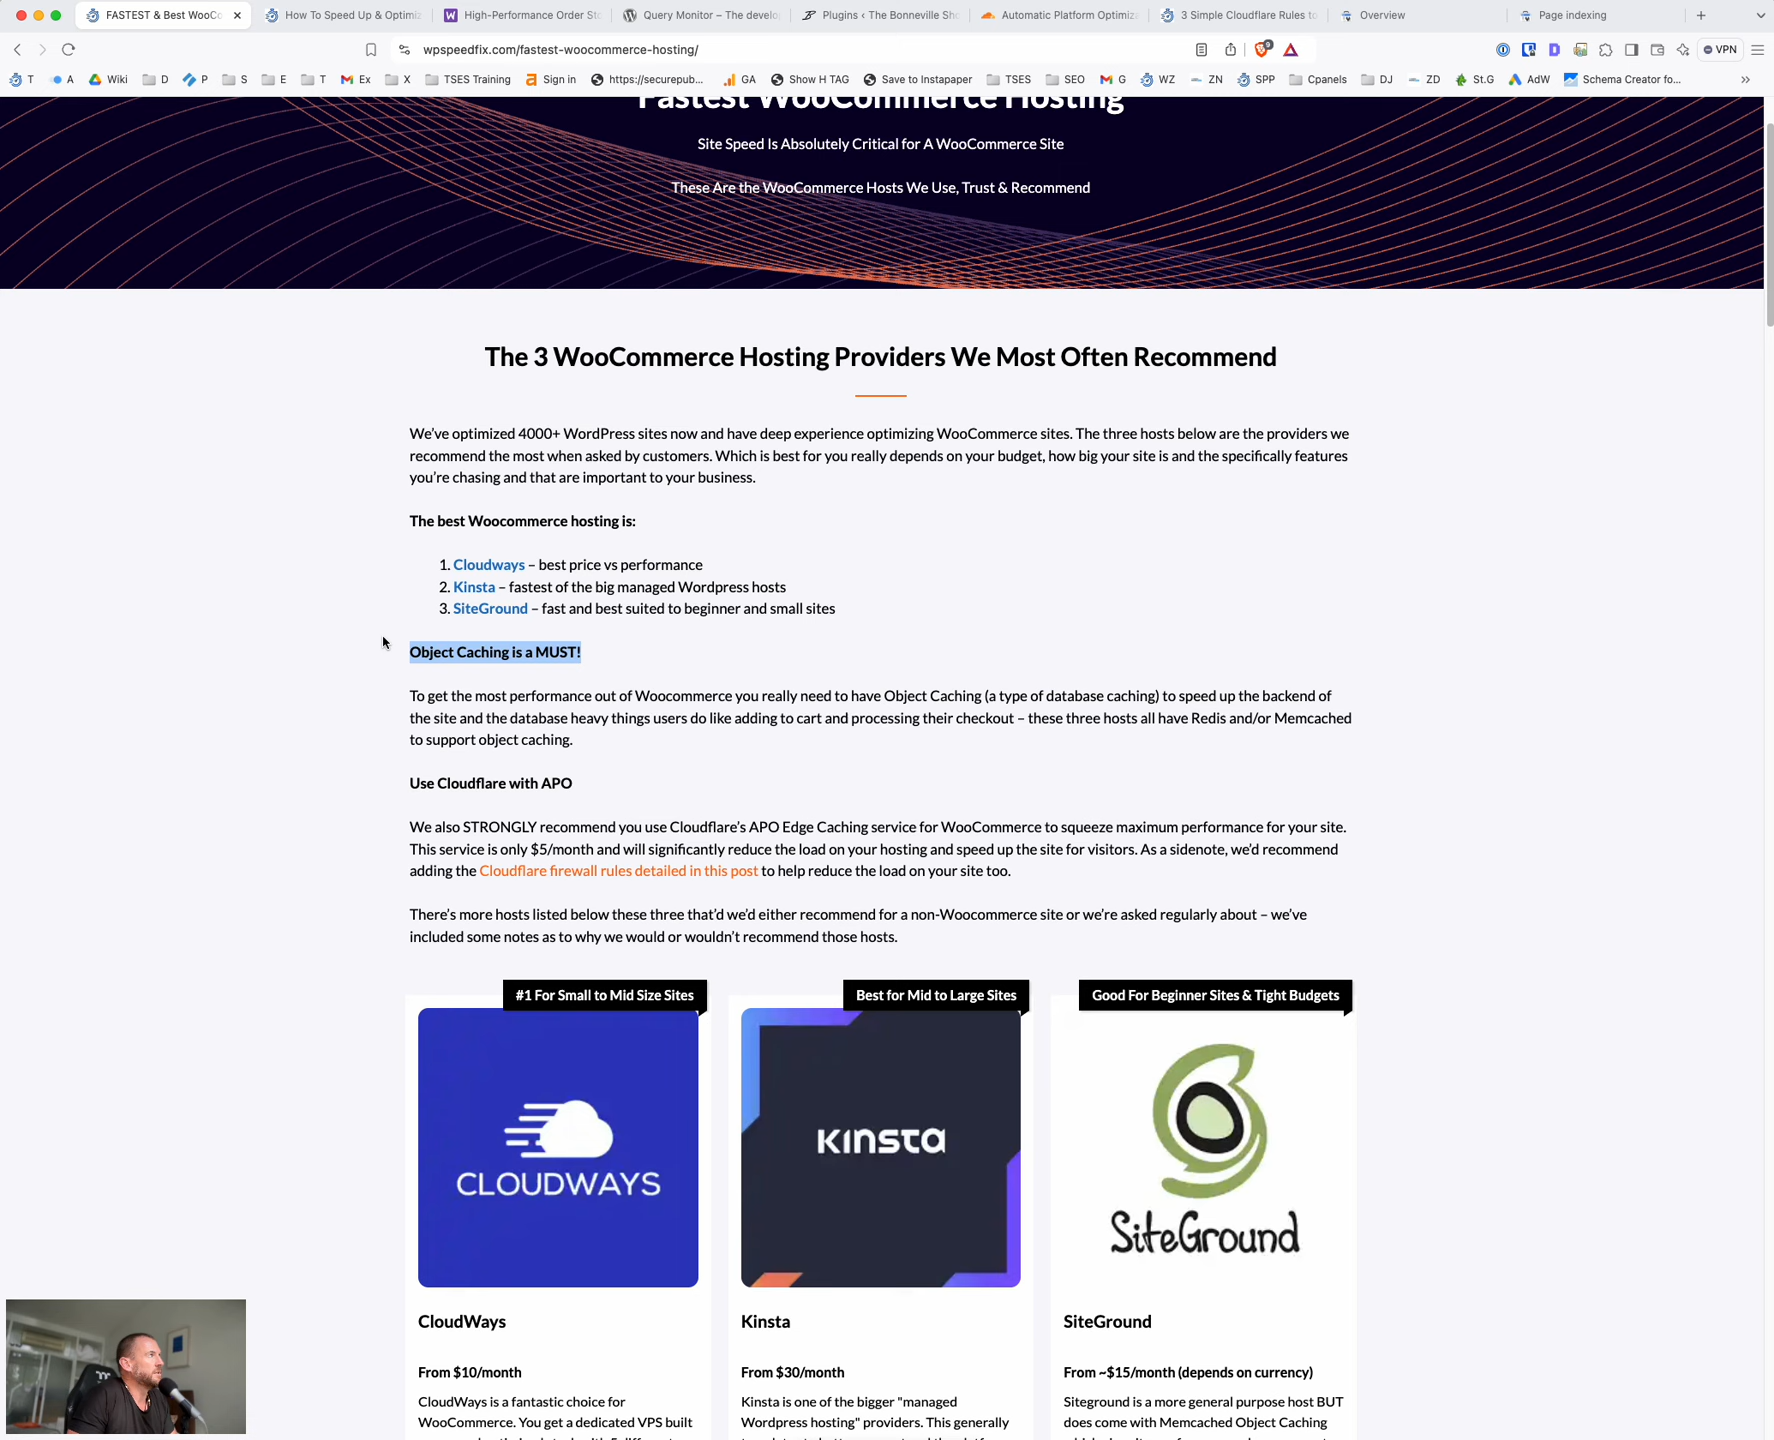 FASTEST & Best WooCo
How To Speed Up & Optimiz
High-Performance Order Sto
Query Monitor – The develo
Plugins ‹ The Bonneville Sho
Automatic Platform Optimiza
3 Simple Cloudflare Rules to
Overview
Page indexing
wpspeedfix.com/fastest-woocommerce-hosting/
9
VPN
T
A
Wiki
D
P
S
E
T
Ex
X
TSES Training
Sign in
https://securepub...
GA
Show H TAG
Save to Instapaper
TSES
SEO
G
WZ
ZN
SPP
Cpanels
DJ
ZD
St.G
AdW
Schema Creator fo...
Fastest WooCommerce Hosting
Site Speed Is Absolutely Critical for A WooCommerce Site
These Are the WooCommerce Hosts We Use, Trust & Recommend
The 3 WooCommerce Hosting Providers We Most Often Recommend
We’ve optimized 4000+ WordPress sites now and have deep experience optimizing WooCommerce sites. The three hosts below are the providers we
recommend the most when asked by customers. Which is best for you really depends on your budget, how big your site is and the specifically features
you’re chasing and that are important to your business.
The best Woocommerce hosting is:
1. Cloudways – best price vs performance
2. Kinsta – fastest of the big managed Wordpress hosts
3. SiteGround – fast and best suited to beginner and small sites
Object Caching is a MUST!
To get the most performance out of Woocommerce you really need to have Object Caching (a type of database caching) to speed up the backend of
the site and the database heavy things users do like adding to cart and processing their checkout – these three hosts all have Redis and/or Memcached
to support object caching.
Use Cloudflare with APO
We also STRONGLY recommend you use Cloudflare’s APO Edge Caching service for WooCommerce to squeeze maximum performance for your site.
This service is only $5/month and will significantly reduce the load on your hosting and speed up the site for visitors. As a sidenote, we’d recommend
adding the Cloudflare firewall rules detailed in this post to help reduce the load on your site too.
There’s more hosts listed below these three that’d we’d either recommend for a non-Woocommerce site or we’re asked regularly about – we’ve
included some notes as to why we would or wouldn’t recommend those hosts.
#1 For Small to Mid Size Sites
CLOUDWAYS
CloudWays
From $10/month
CloudWays is a fantastic choice for
WooCommerce. You get a dedicated VPS built
Best for Mid to Large Sites
Kinsta
Kinsta
From $30/month
Kinsta is one of the bigger "managed
Wordpress hosting" providers. This generally
Good For Beginner Sites & Tight Budgets
SiteGround
SiteGround
From ~$15/month (depends on currency)
Siteground is a more general purpose host BUT
does come with Memcached Object Caching